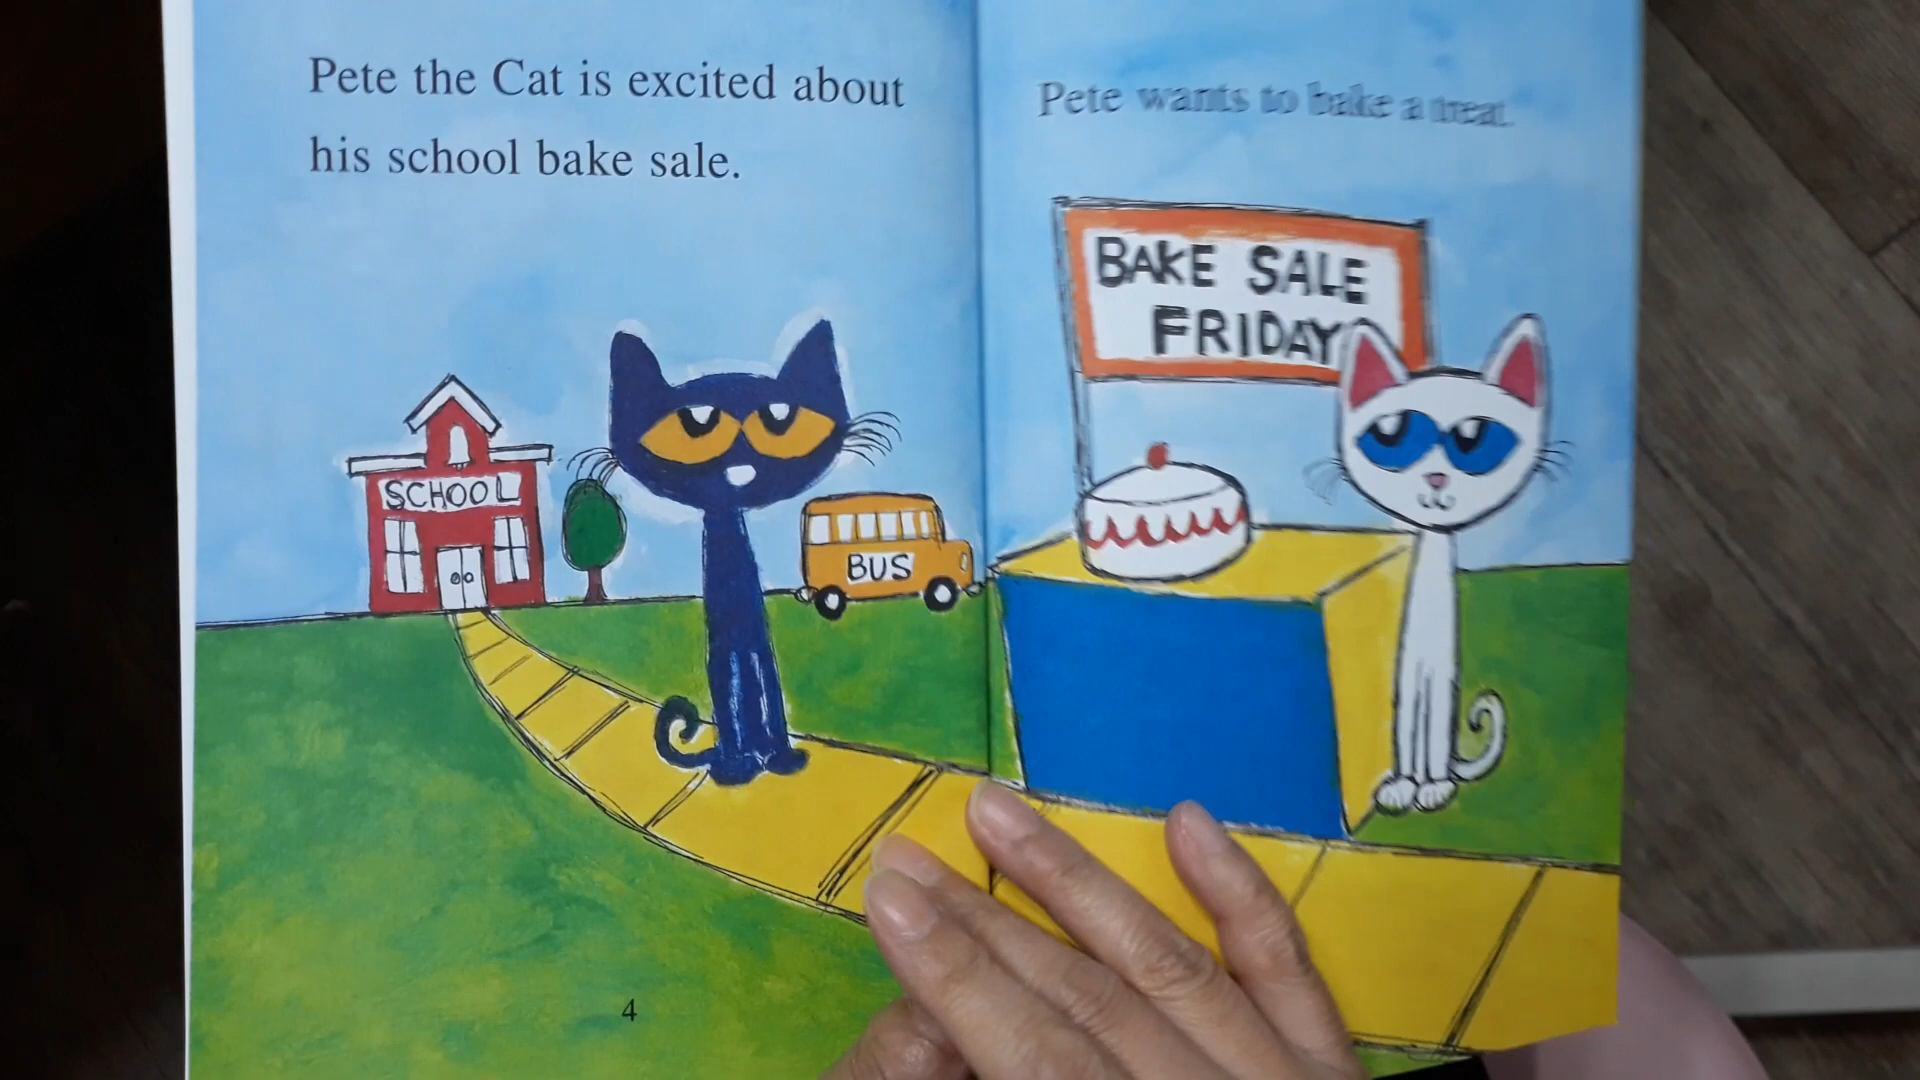 Pete the Cat is excited about
his school bake sale.
SCHOOL
BUS
4
Pete wants to bake a treat.
BAKE SALE
FRIDAY